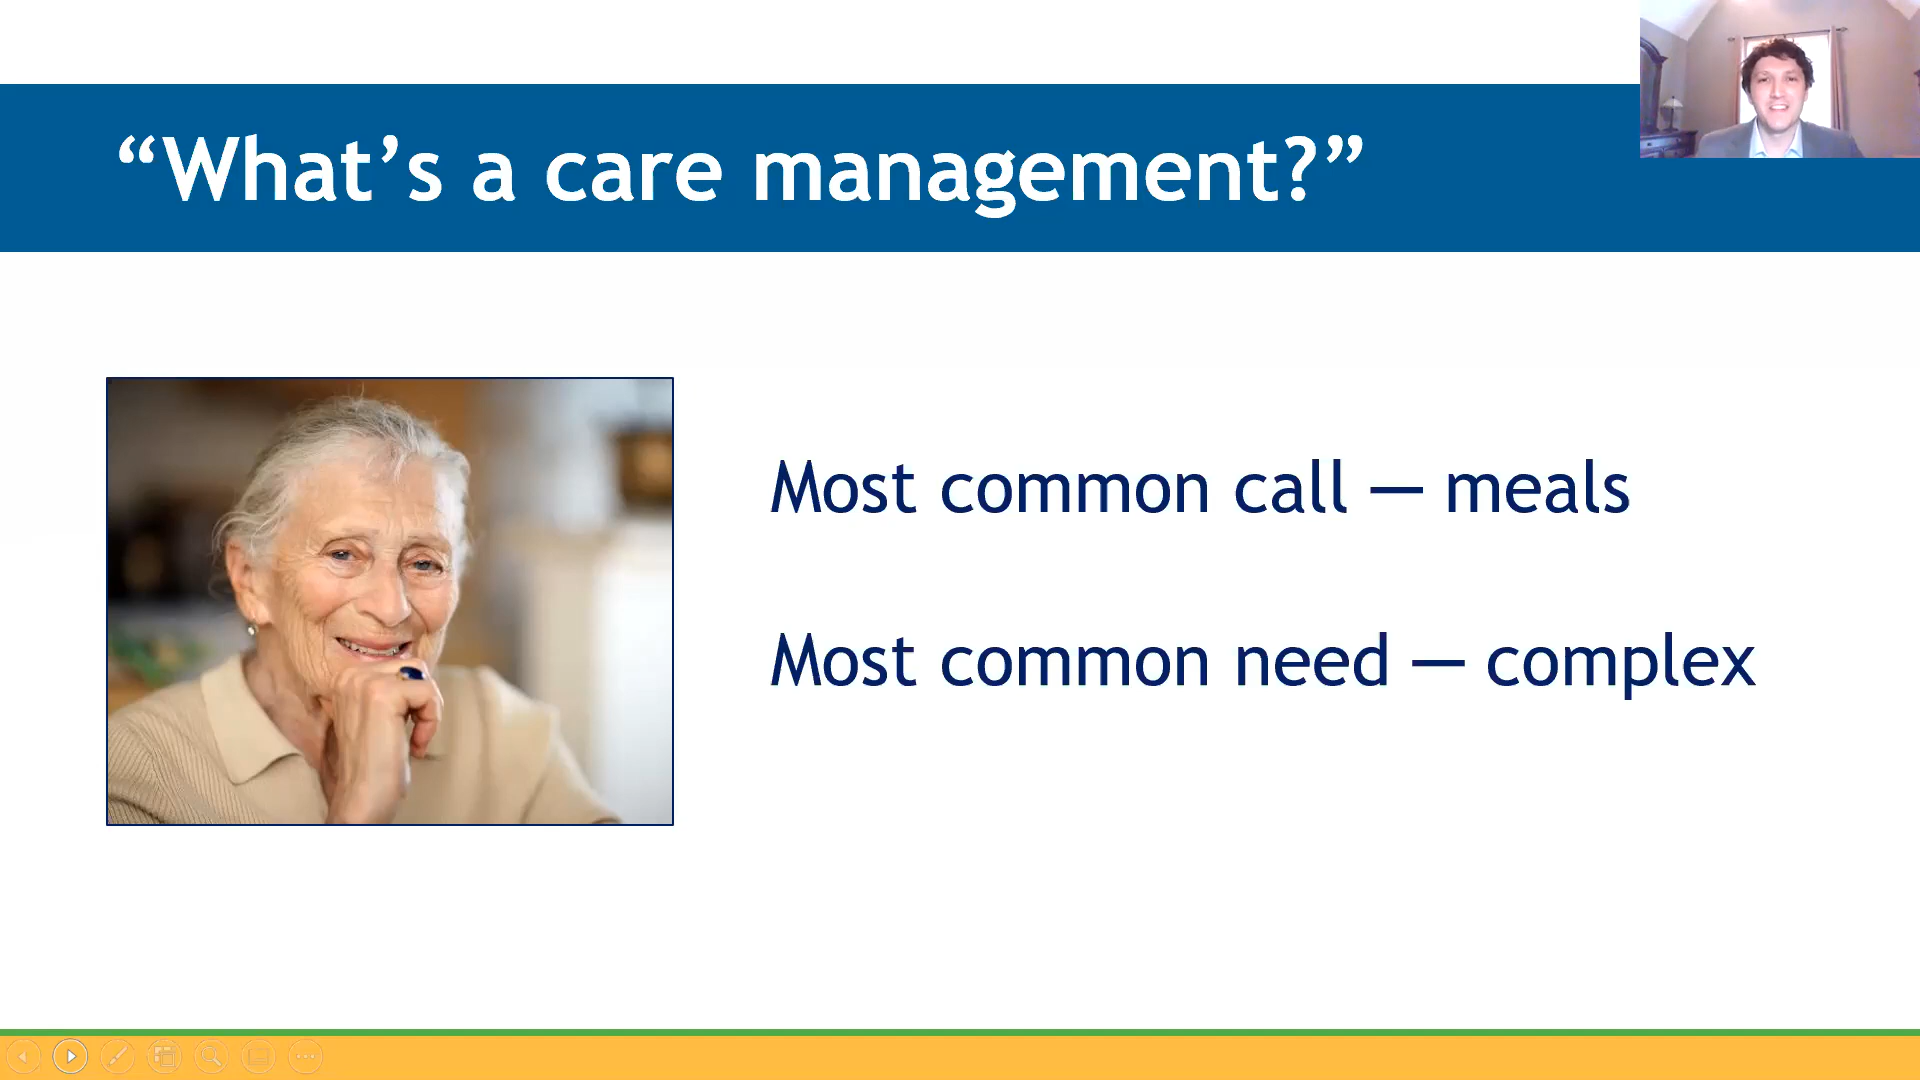 “What’s a care management?”
Most common call — meals
Most common need — complex